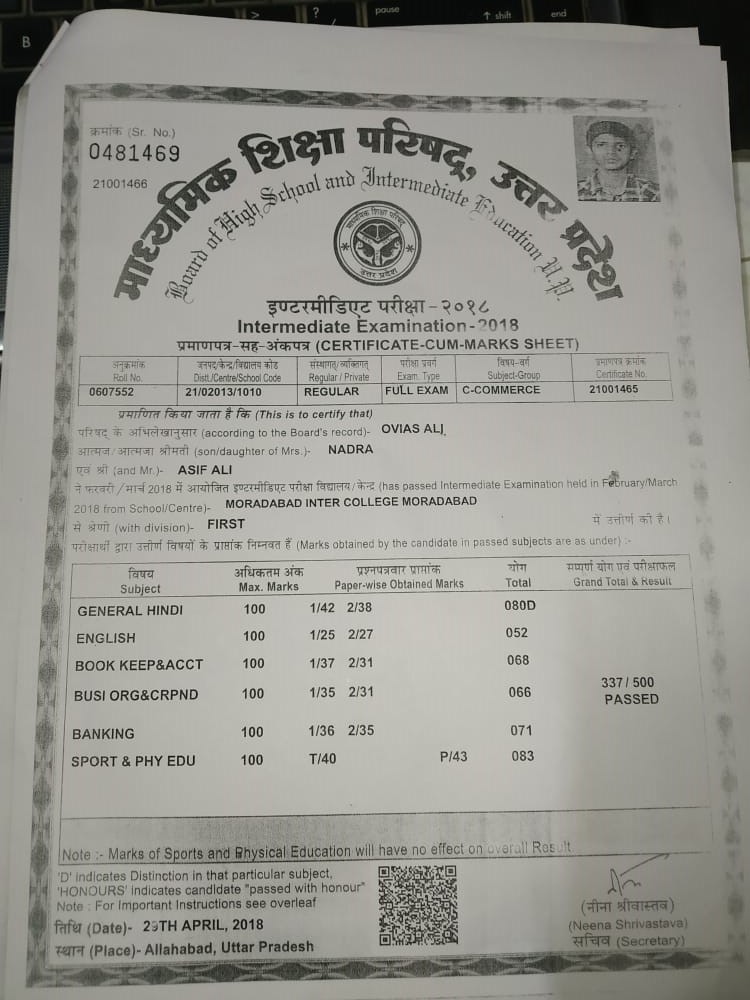 B
>
?
pause
↑ shift
end
क्रमांक (Sr. No.)
0481469
21001466
माध्यमिक शिक्षा परिषद्, उत्तर प्रदेश
Board of High School and Intermediate Education U.P.
माध्यमिक शिक्षा परिषद्
उत्तर प्रदेश
इण्टरमीडिएट परीक्षा - २०१८
Intermediate Examination - 2018
प्रमाणपत्र-सह-अंकपत्र (CERTIFICATE-CUM-MARKS SHEET)
अनुक्रमांक जनपद/केन्द्र/विद्यालय कोड संस्थागत/व्यक्तिगत परीक्षा प्रवर्ग विषय-वर्ग प्रमाणपत्र क्रमांक
Roll No. Distt./Centre/School Code Regular / Private Exam. Type Subject-Group Certificate No.
0607552 21/02013/1010 REGULAR FULL EXAM C-COMMERCE 21001465
प्रमाणित किया जाता है कि (This is to certify that)
परिषद् के अभिलेखानुसार (according to the Board's record)- OVIAS ALI,
आत्मज/आत्मजा श्रीमती (son/daughter of Mrs.)- NADRA
एवं श्री (and Mr.)- ASIF ALI
ने फरवरी/मार्च 2018 में आयोजित इण्टरमीडिएट परीक्षा विद्यालय/केन्द्र (has passed Intermediate Examination held in February/March
2018 from School/Centre)- MORADABAD INTER COLLEGE MORADABAD
से श्रेणी (with division)- FIRST में उत्तीर्ण की है।
परीक्षार्थी द्वारा उत्तीर्ण विषयों के प्राप्तांक निम्नवत हैं (Marks obtained by the candidate in passed subjects are as under) :-
विषय अधिकतम अंक प्रश्नपत्रवार प्राप्तांक योग सम्पूर्ण योग एवं परीक्षाफल
Subject Max. Marks Paper-wise Obtained Marks Total Grand Total & Result
GENERAL HINDI 100 1/42 2/38 080D
ENGLISH 100 1/25 2/27 052
BOOK KEEP&ACCT 100 1/37 2/31 068
BUSI ORG&CRPND 100 1/35 2/31 066
337 / 500
PASSED
BANKING 100 1/36 2/35 071
SPORT & PHY EDU 100 T/40 P/43 083
Note :- Marks of Sports and Physical Education will have no effect on overall Result.
'D' indicates Distinction in that particular subject,
'HONOURS' indicates candidate "passed with honour"
Note : For Important Instructions see overleaf
तिथि (Date)- 29TH APRIL, 2018
स्थान (Place)- Allahabad, Uttar Pradesh
(नीना श्रीवास्तव)
(Neena Shrivastava)
सचिव (Secretary)